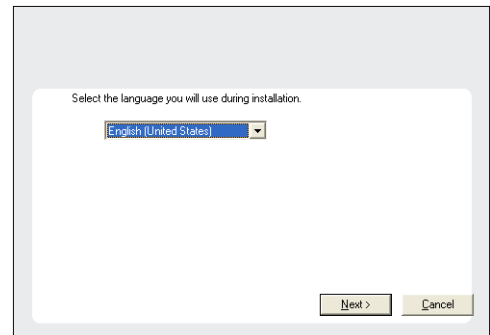 Select the language you will use during installation.
English (United States)
Next >
Cancel